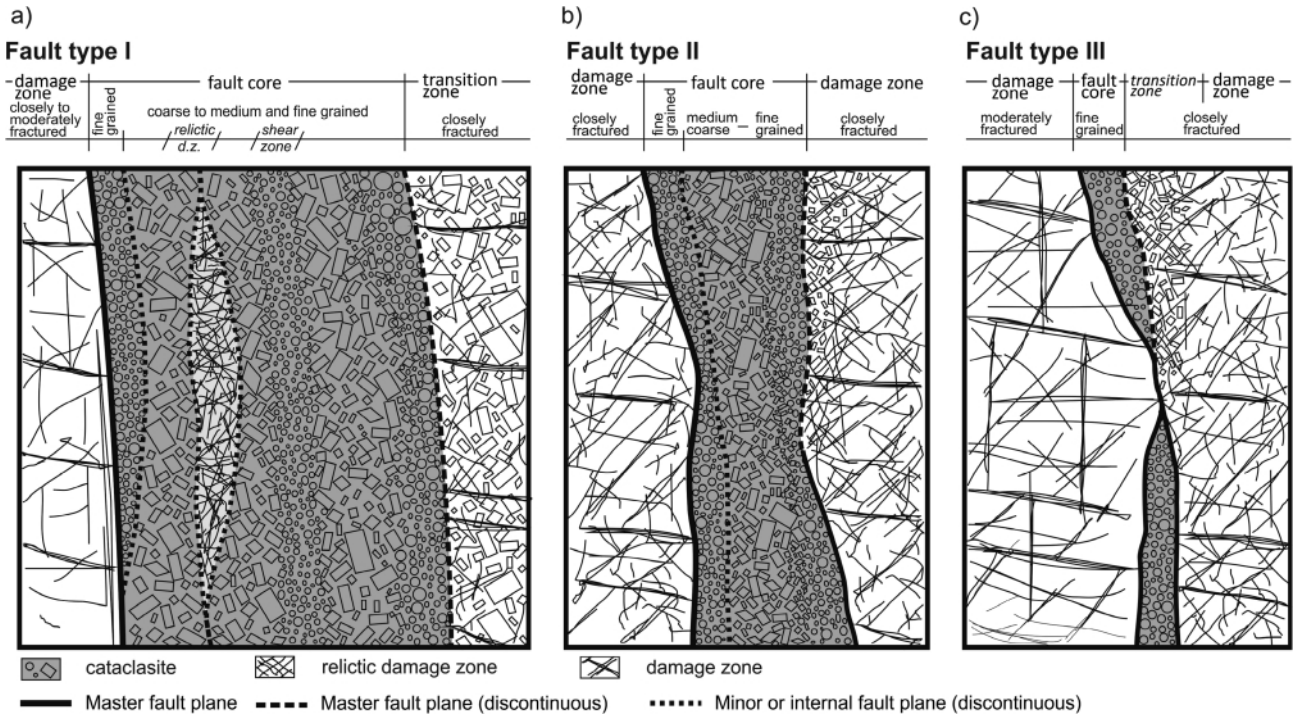 a)
Fault type I
damage zone
fault core
transition zone
closely to moderately fractured
fine grained
coarse to medium and fine grained
relictic d.z.
shear zone
closely fractured
b)
Fault type II
damage zone
fault core
damage zone
closely fractured
fine grained
medium coarse – fine grained
closely fractured
c)
Fault type III
damage zone
fault core
transition zone
damage zone
moderately fractured
fine grained
closely fractured
cataclasite
relictic damage zone
damage zone
Master fault plane
Master fault plane (discontinuous)
Minor or internal fault plane (discontinuous)